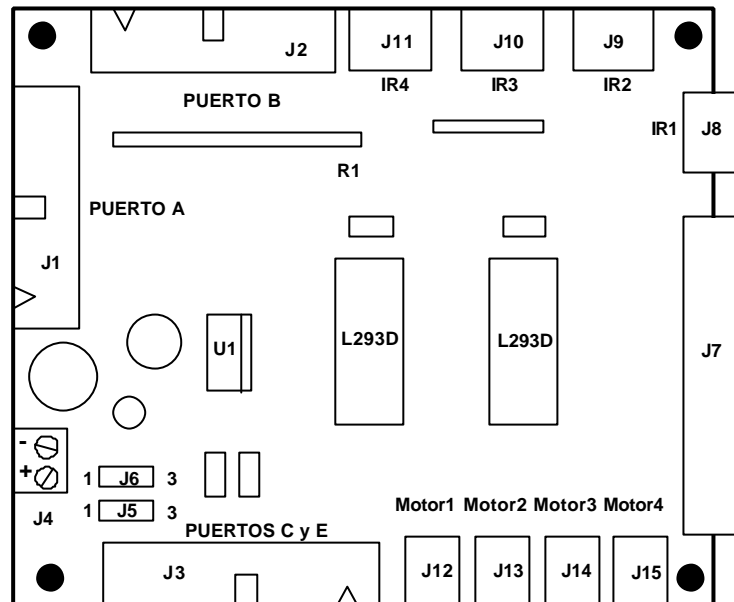 J2
J11
J10
J9
IR4
IR3
IR2
PUERTO B
IR1
J8
R1
PUERTO A
J1
U1
L293D
L293D
J7
-
+
1
J6
3
1
J5
3
J4
PUERTOS C y E
Motor1
Motor2
Motor3
Motor4
J3
J12
J13
J14
J15